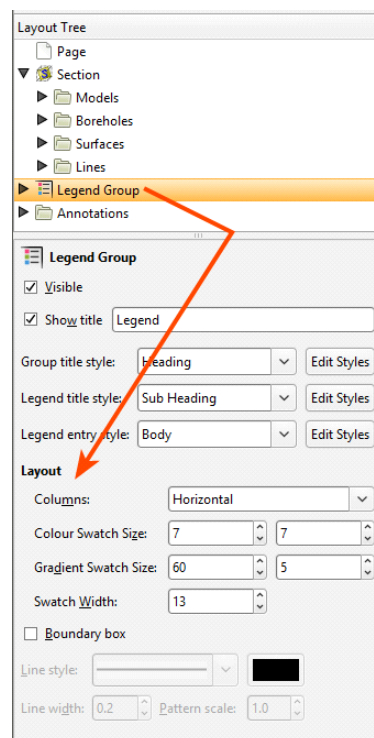 Layout Tree
Page
Section
Models
Boreholes
Surfaces
Lines
Legend Group
Annotations
Legend Group
Visible
Show title Legend
Group title style: Heading Edit Styles
Legend title style: Sub Heading Edit Styles
Legend entry style: Body Edit Styles
Layout
Columns: Horizontal
Colour Swatch Size: 7 7
Gradient Swatch Size: 60 5
Swatch Width: 13
Boundary box
Line style:
Line width: 0.2 Pattern scale: 1.0